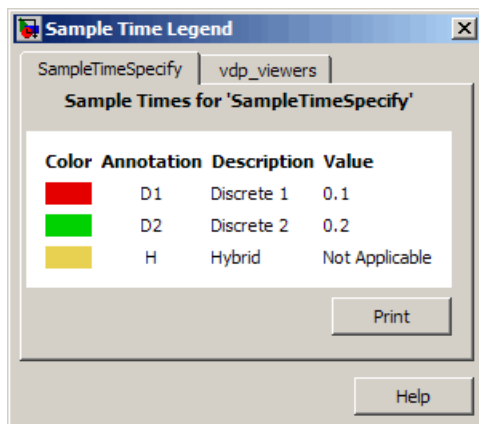 Sample Time Legend
SampleTimeSpecify vdp_viewers
Sample Times for 'SampleTimeSpecify'
Color Annotation Description Value
D1 Discrete 1 0.1
D2 Discrete 2 0.2
H Hybrid Not Applicable
Print
Help